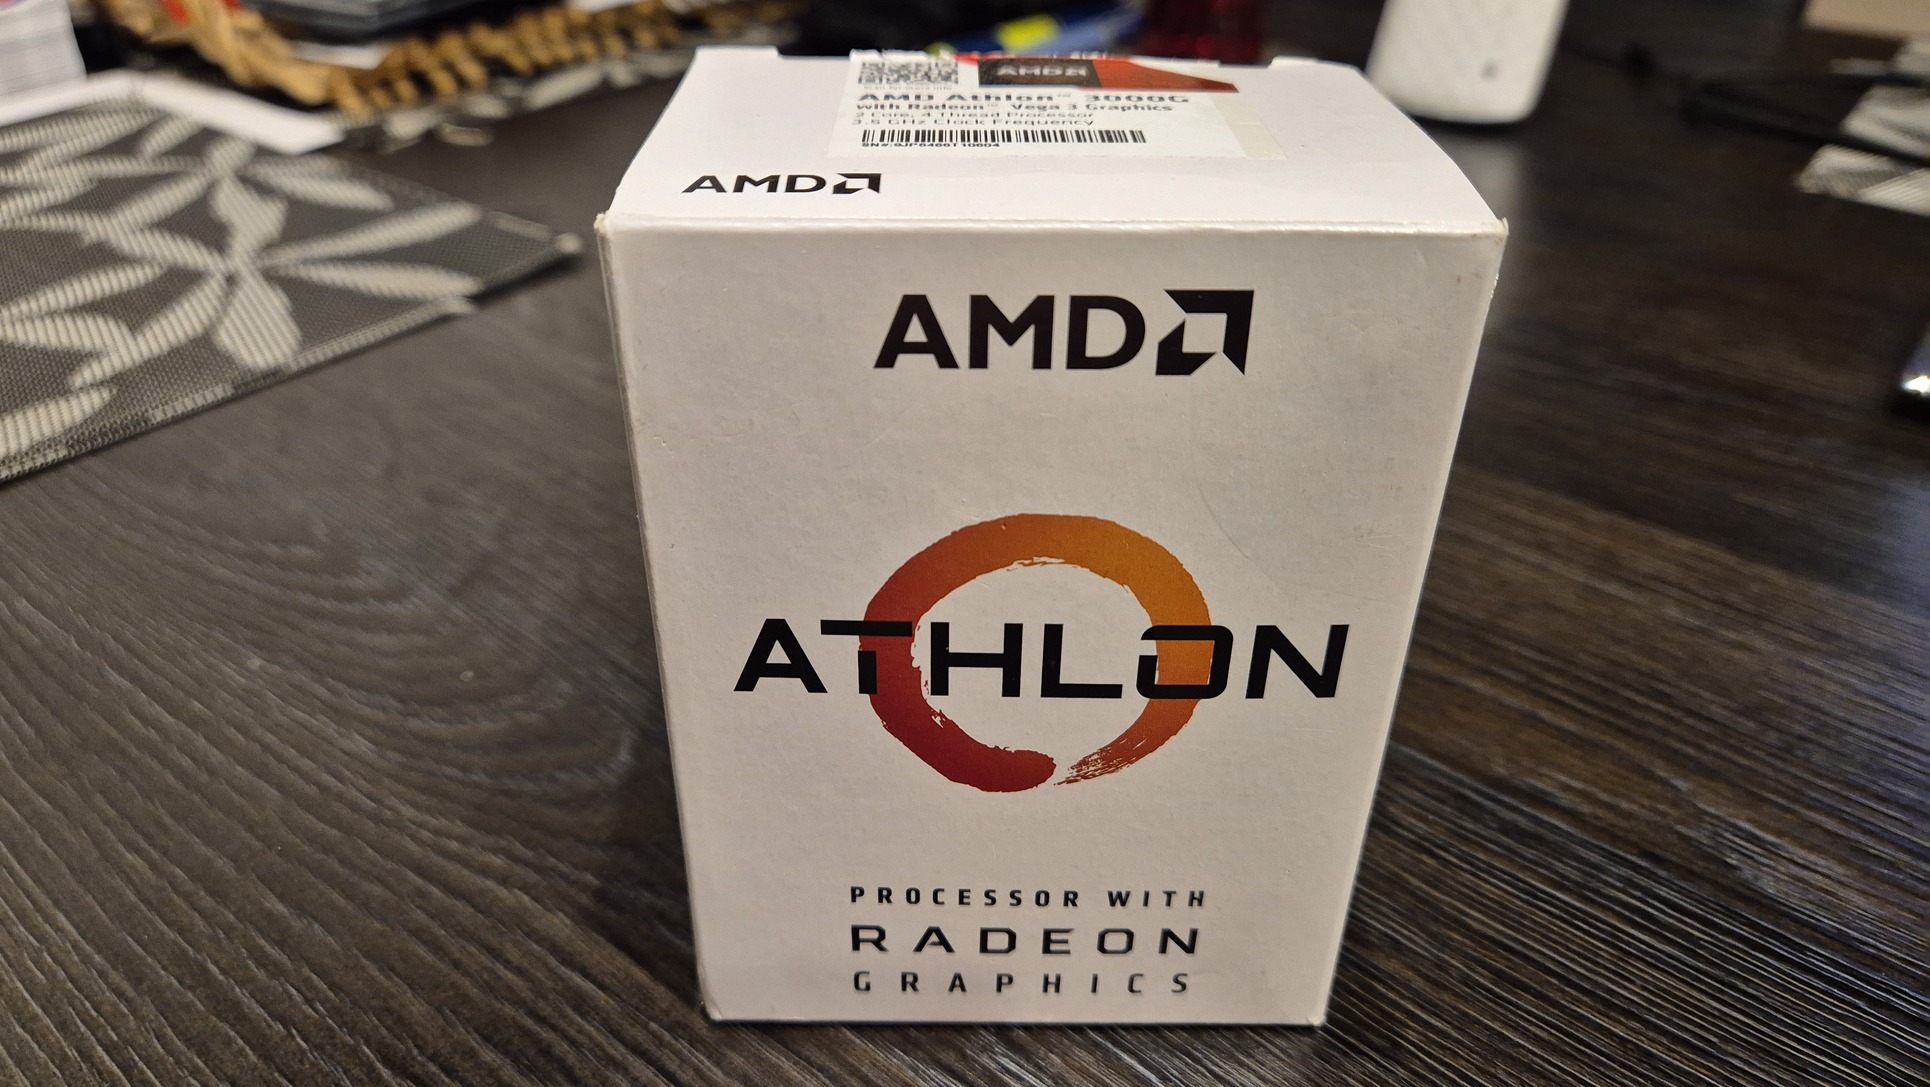 AMD
AMD Athlon™ 3000G
with Radeon™ Vega 3 Graphics
2 Core, 4 Thread Processor
3.5 GHz Clock Frequency
AMD
AMD
ATHLON
PROCESSOR WITH
RADEON
GRAPHICS